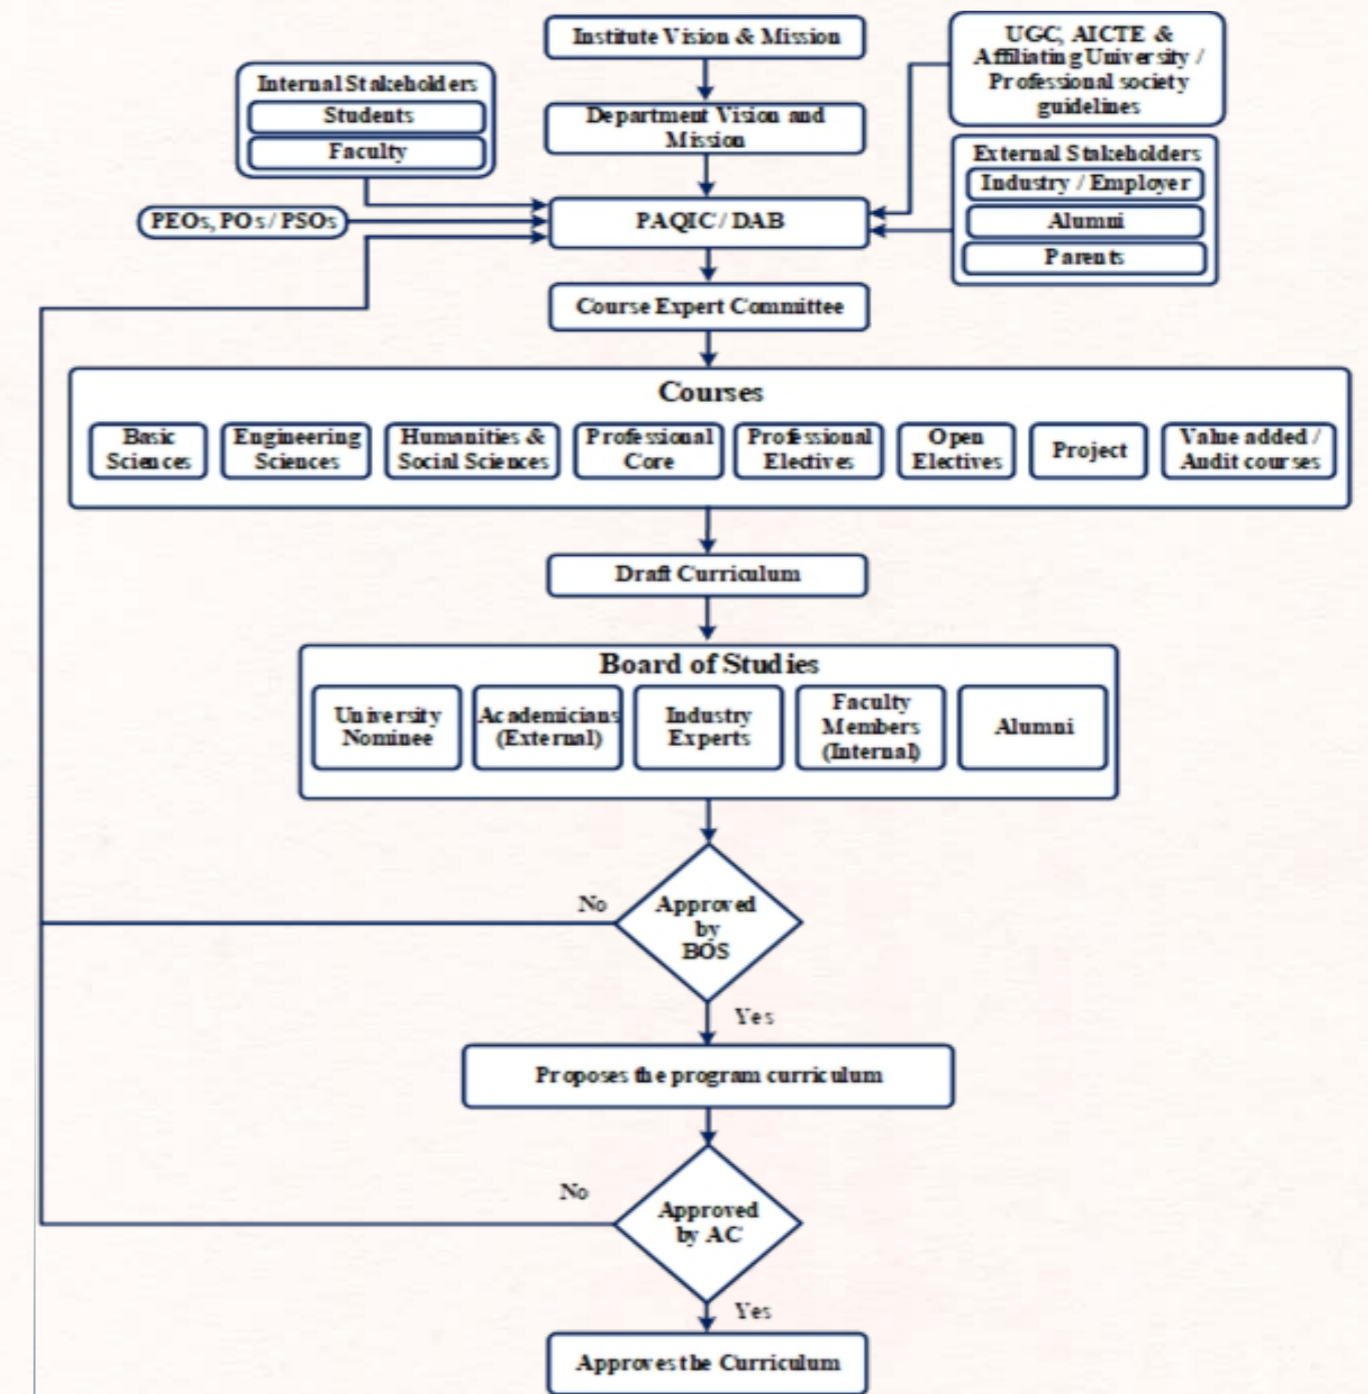 Institute Vision & Mission
UGC, AICTE &
Affiliating University /
Professional society
guidelines
Internal Stakeholders
Students
Faculty
Department Vision and
Mission
External Stakeholders
Industry / Employer
Alumni
Parents
PEOs, POs / PSOs
PAQIC / DAB
Course Expert Committee
Courses
Basic
Sciences
Engineering
Sciences
Humanities &
Social Sciences
Professional
Core
Professional
Electives
Open
Electives
Project
Value added /
Audit courses
Draft Curriculum
Board of Studies
University
Nominee
Academicians
(External)
Industry
Experts
Faculty
Members
(Internal)
Alumni
No
Approved
by
BOS
Yes
Proposes the program curriculum
No
Approved
by AC
Yes
Approves the Curriculum